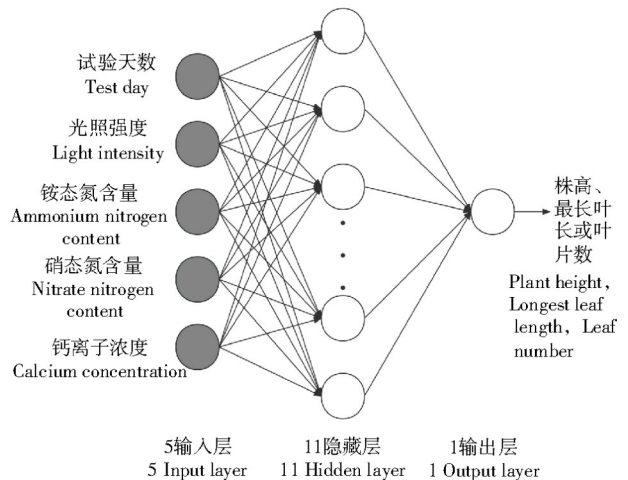 试验天数
Test day
光照强度
Light intensity
铵态氮含量
Ammonium nitrogen
content
硝态氮含量
Nitrate nitrogen
content
钙离子浓度
Calcium concentration
株高、
最长叶
长或叶
片数
Plant height,
Longest leaf
length, Leaf
number
5输入层
5 Input layer
11隐藏层
11 Hidden layer
1输出层
1 Output layer